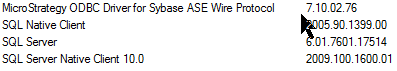 MicroStrategy ODBC Driver for Sybase ASE Wire Protocol 7.10.02.76
SQL Native Client 2005.90.1399.00
SQL Server 6.01.7601.17514
SQL Server Native Client 10.0 2009.100.1600.01